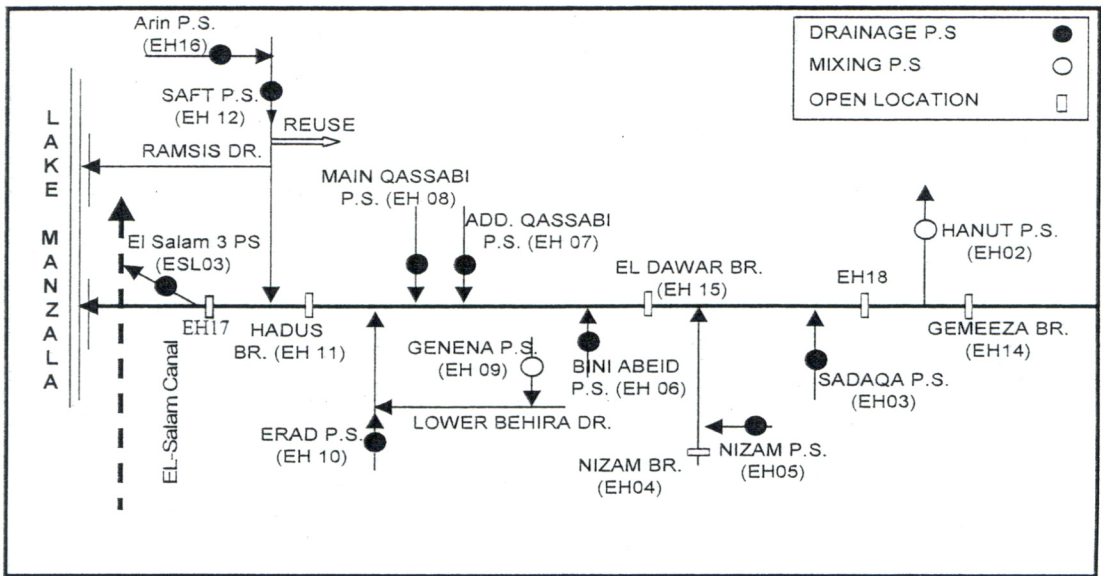 Arin P.S.
(EH16)
SAFT P.S.
(EH 12)
REUSE
RAMSIS DR.
LAKE MANZALA
DRAINAGE P.S
MIXING P.S
OPEN LOCATION
MAIN QASSABI
P.S. (EH 08)
ADD. QASSABI
P.S. (EH 07)
El Salam 3 PS
(ESL03)
EL DAWAR BR.
(EH 15)
EH18
HANUT P.S.
(EH02)
EH17
HADUS
BR. (EH 11)
GENENA P.S.
(EH 09)
BINI ABEID
P.S. (EH 06)
GEMEEZA BR.
(EH14)
SADAQA P.S.
(EH03)
EL-Salam Canal
ERAD P.S.
(EH 10)
LOWER BEHIRA DR.
NIZAM BR.
(EH04)
NIZAM P.S.
(EH05)